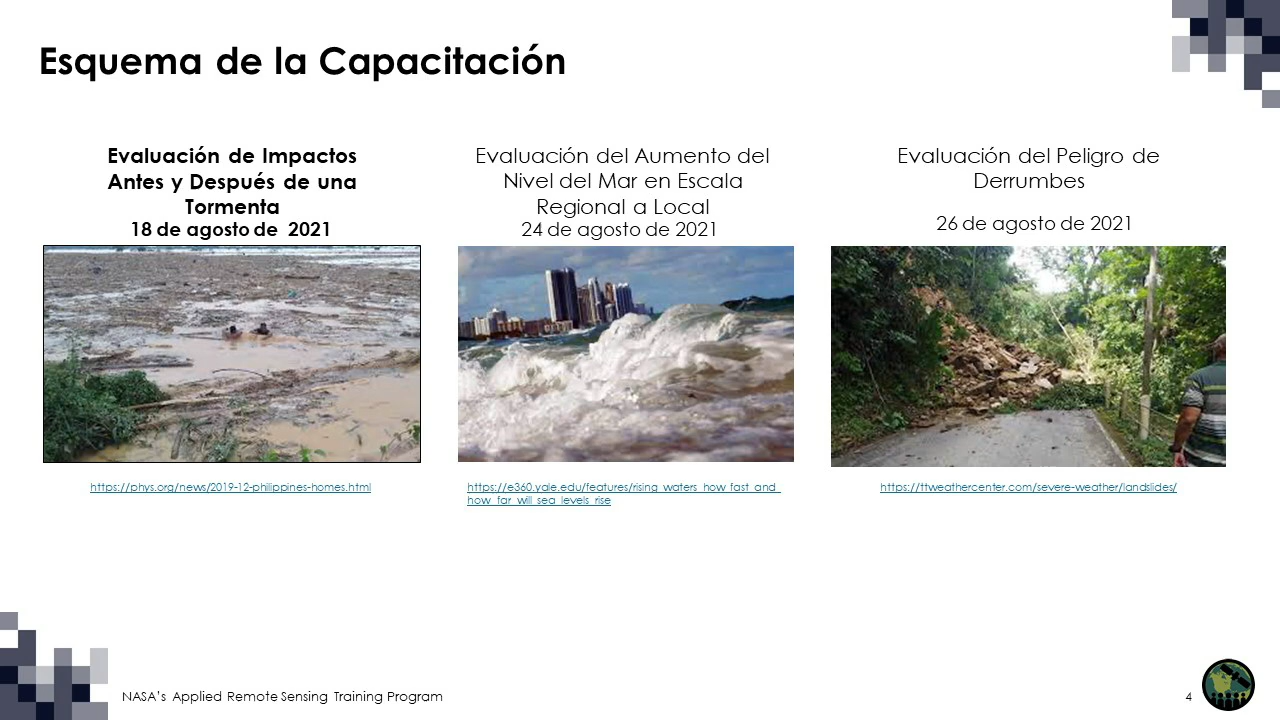 Esquema de la Capacitación
Evaluación de Impactos
Antes y Después de una
Tormenta
18 de agosto de 2021
https://phys.org/news/2019-12-philippines-homes.html
Evaluación del Aumento del
Nivel del Mar en Escala
Regional a Local
24 de agosto de 2021
https://e360.yale.edu/features/rising_waters_how_fast_and_
how_far_will_sea_levels_rise
Evaluación del Peligro de
Derrumbes
26 de agosto de 2021
https://ttweathercenter.com/severe-weather/landslides/
NASA's Applied Remote Sensing Training Program
4